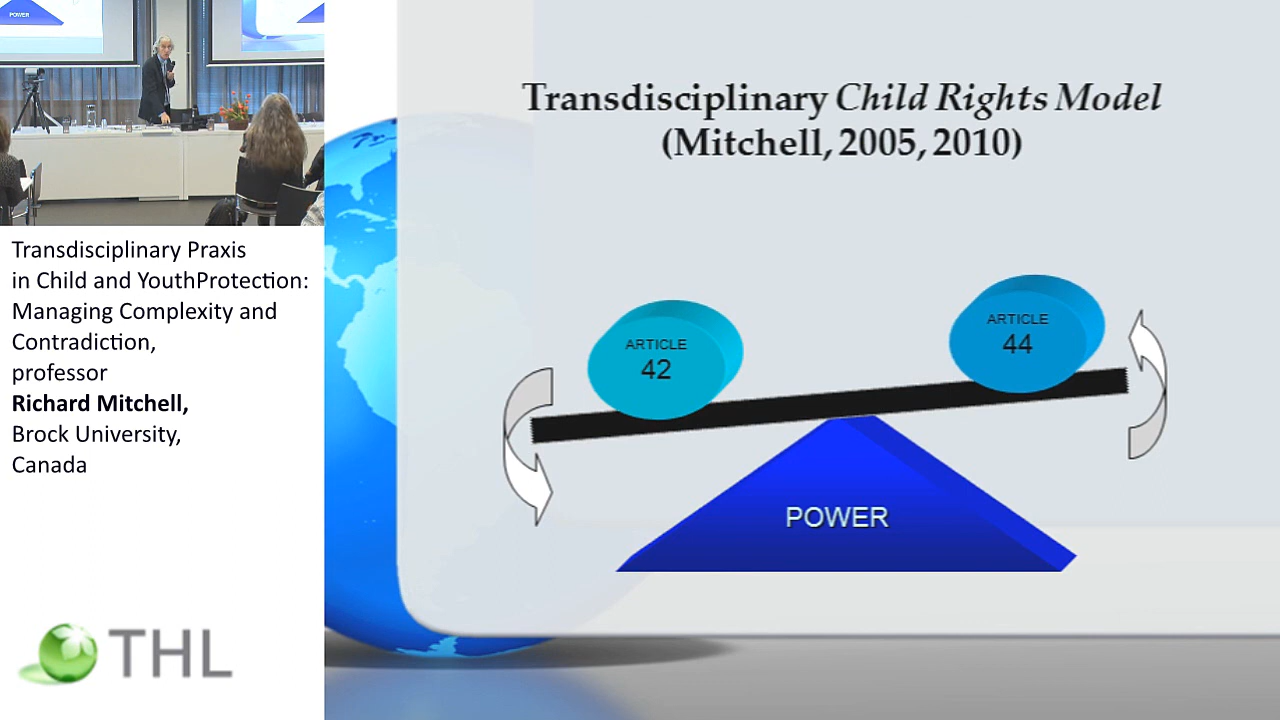 POWER
Transdisciplinary Praxis
in Child and YouthProtection:
Managing Complexity and
Contradiction,
professor
Richard Mitchell,
Brock University,
Canada
THL
Transdisciplinary Child Rights Model
(Mitchell, 2005, 2010)
ARTICLE
42
ARTICLE
44
POWER